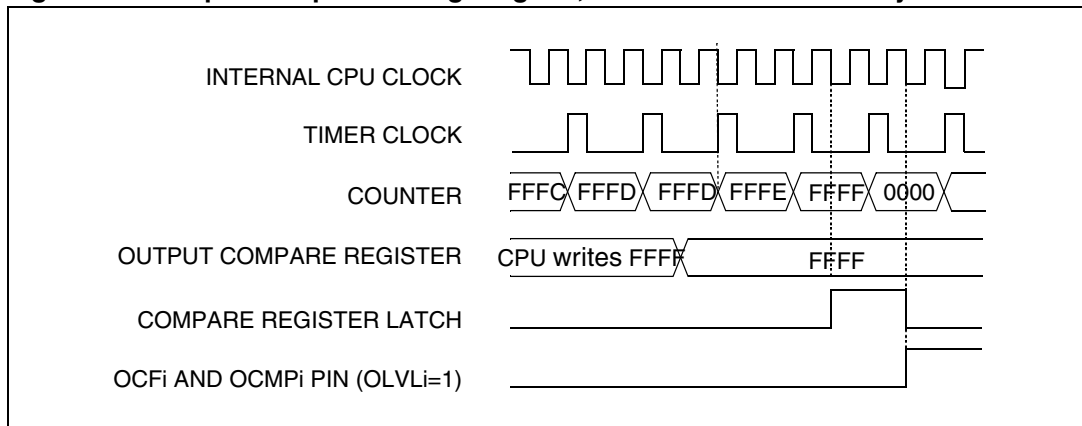 INTERNAL CPU CLOCK
TIMER CLOCK
COUNTER
FFFC FFFD FFFD FFFE FFFF 0000
OUTPUT COMPARE REGISTER
CPU writes FFFF FFFF
COMPARE REGISTER LATCH
OCFi AND OCMPi PIN (OLVLi=1)